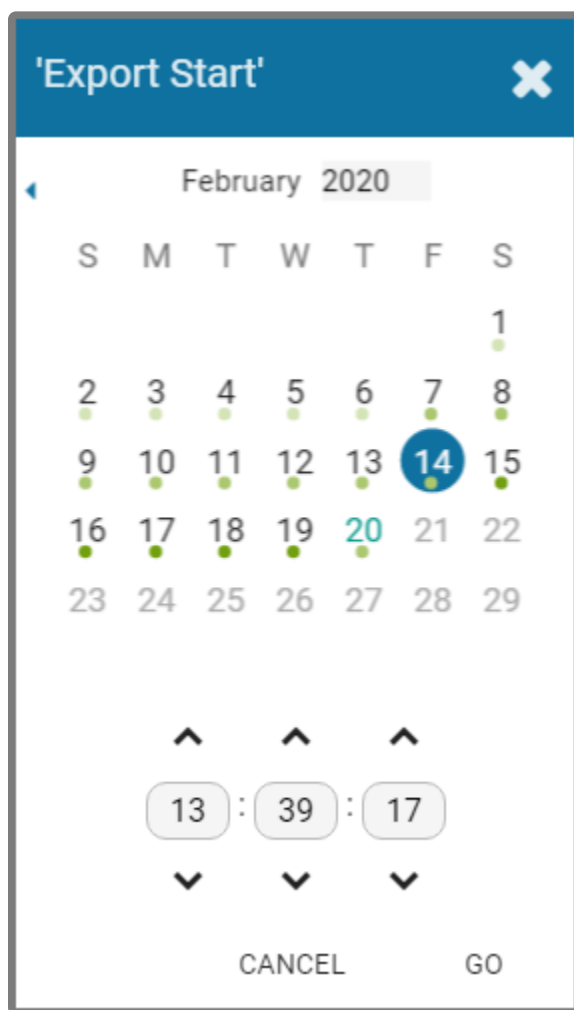 'Export Start'
February 2020
S M T W T F S
1
2 3 4 5 6 7 8
9 10 11 12 13 14 15
16 17 18 19 20 21 22
23 24 25 26 27 28 29
13 : 39 : 17
CANCEL GO